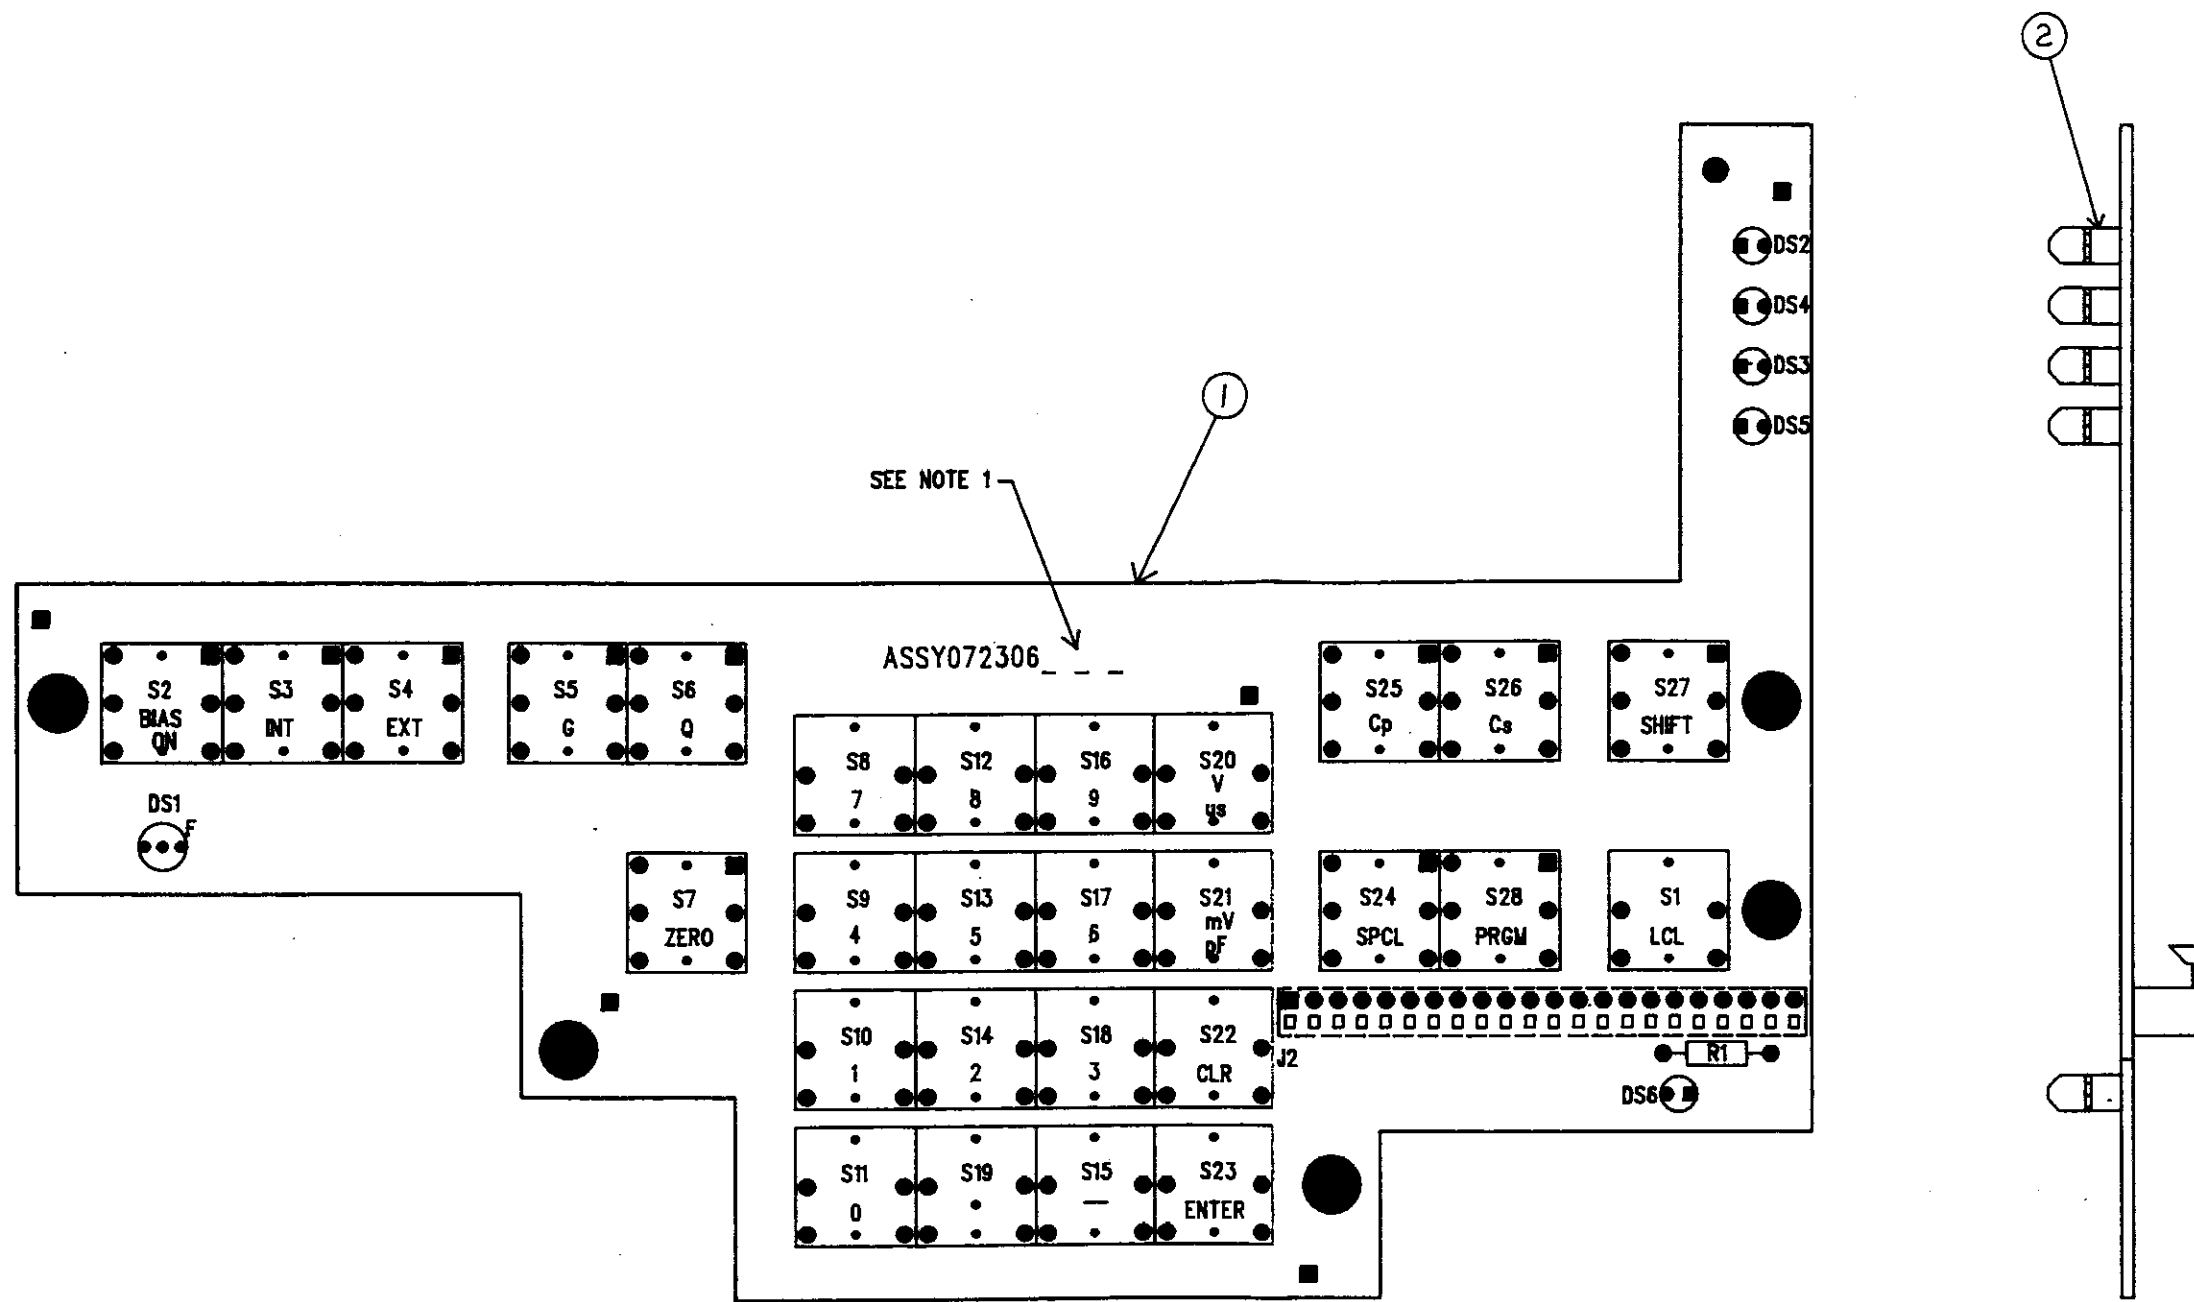 2
DS2
DS4
DS3
DS5
1
SEE NOTE 1
ASSY072306_ _ _
S2
BIAS
ON
S3
INT
S4
EXT
S5
G
S6
Q
S25
Cp
S26
Cs
S27
SHIFT
S8
7
S12
8
S16
9
S20
V
us
DS1
F
S7
ZERO
S9
4
S13
5
S17
6
S21
mV
pF
S24
SPCL
S28
PRGM
S1
LCL
S10
1
S14
2
S18
3
S22
CLR
J2
R1
DS6
S11
0
S19
.
S15
—
S23
ENTER